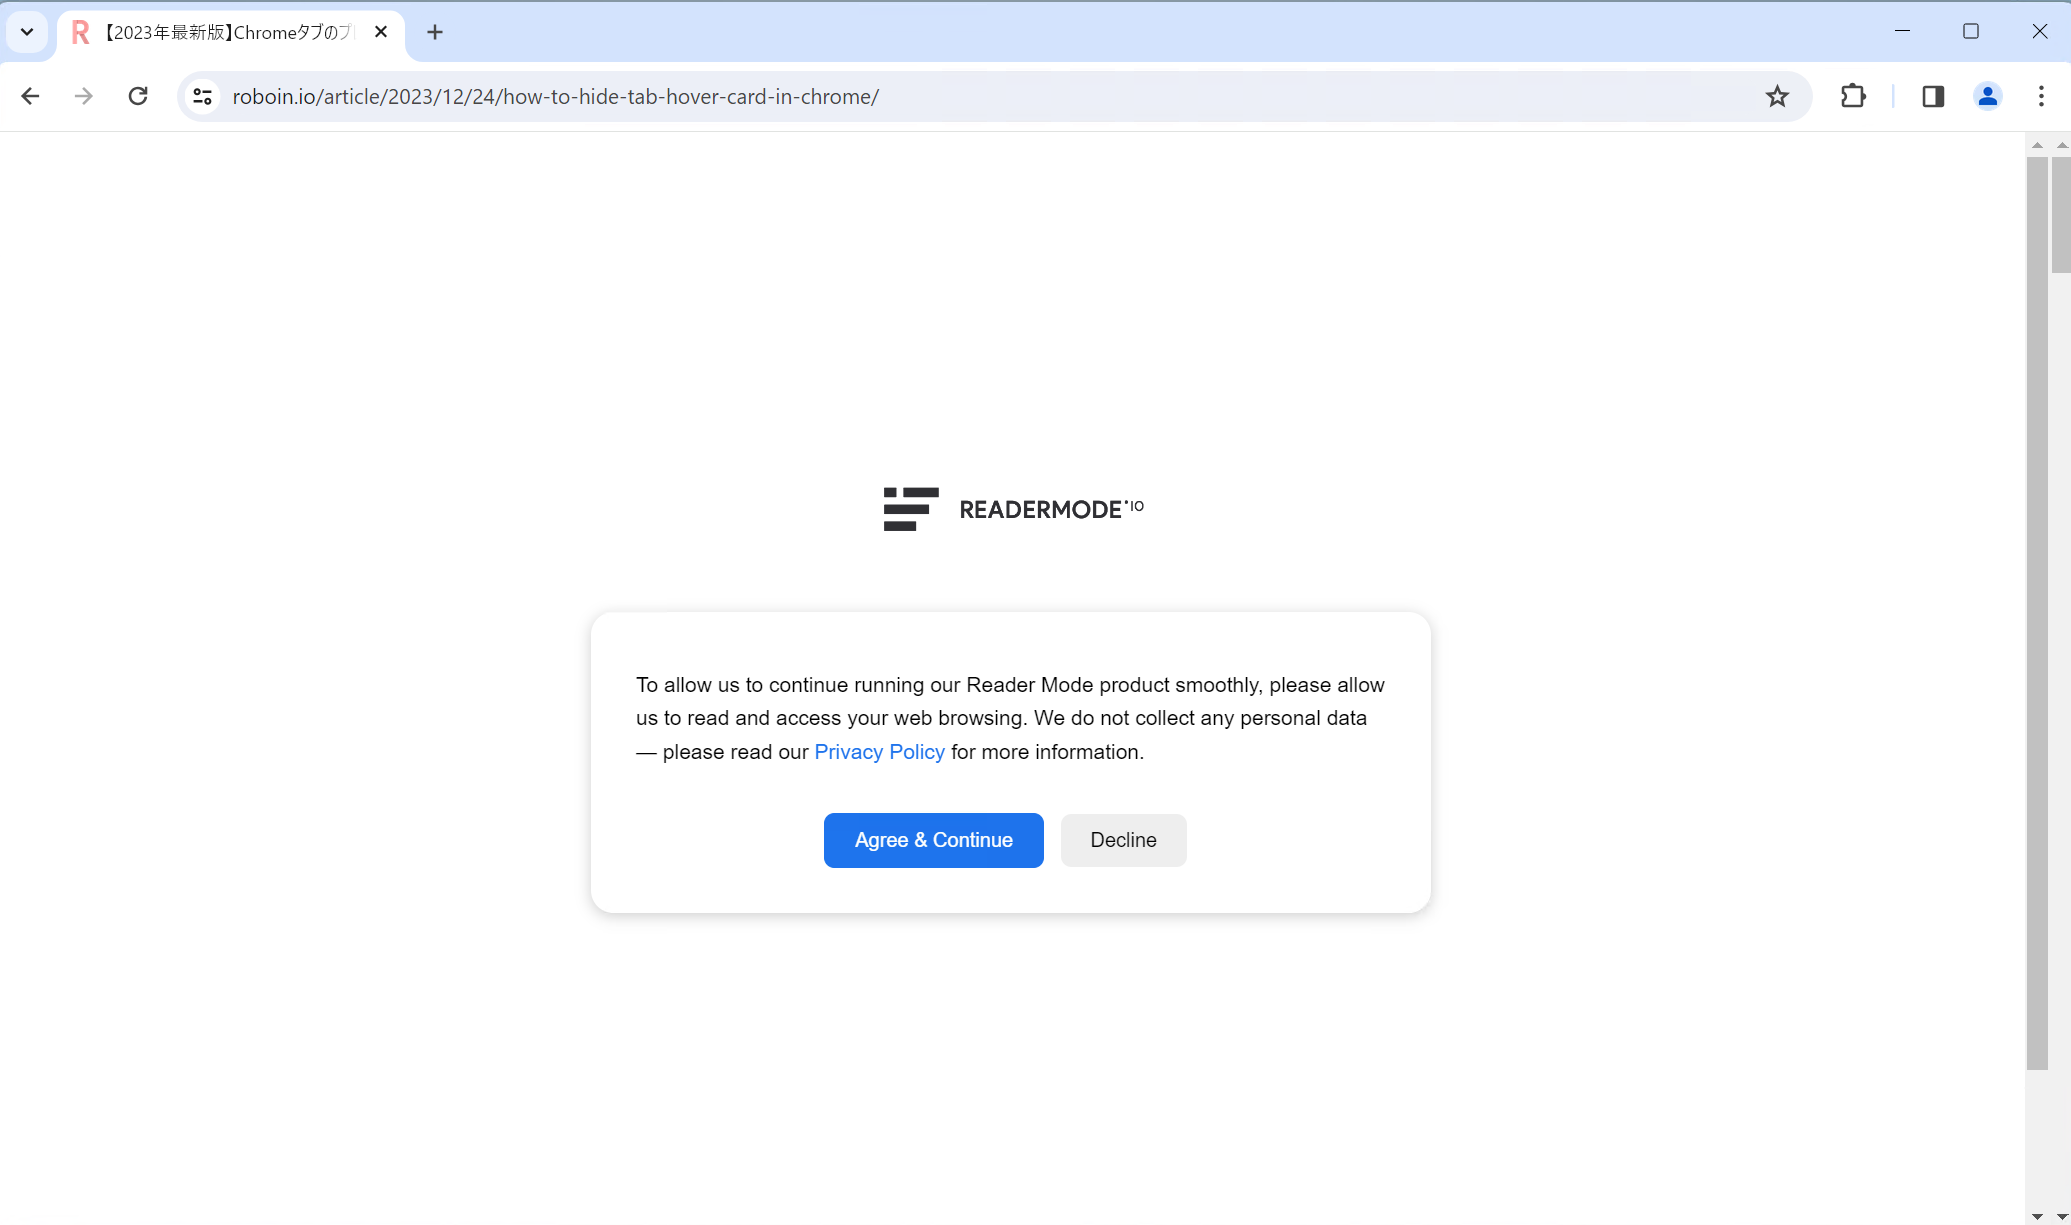 R 【2023年最新版】Chromeタブのプ
roboin.io/article/2023/12/24/how-to-hide-tab-hover-card-in-chrome/
READERMODE.IO
To allow us to continue running our Reader Mode product smoothly, please allow
us to read and access your web browsing. We do not collect any personal data
— please read our Privacy Policy for more information.
Agree & Continue Decline